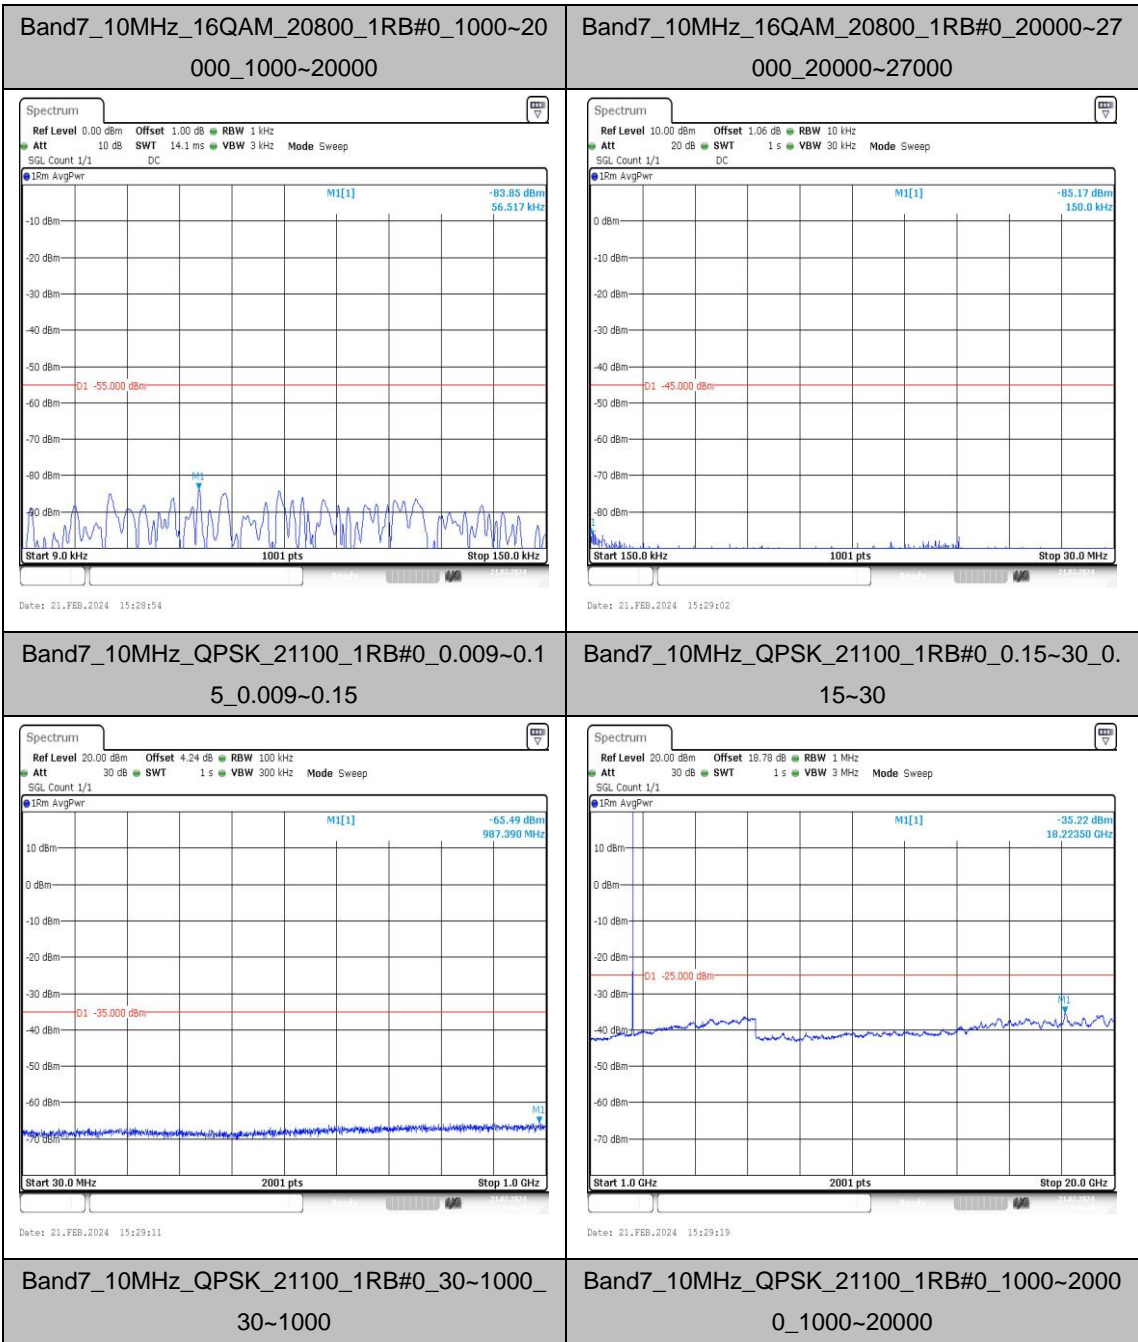 Band7_10MHz_16QAM_20800_1RB#0_1000~20
000_1000~20000
Band7_10MHz_16QAM_20800_1RB#0_20000~27
000_20000~27000
Spectrum
Ref Level 0.00 dBm Offset 1.00 dB RBW 1 kHz
Att 10 dB SWT 14.1 ms VBW 3 kHz Mode Sweep
SGL Count 1/1 DC
1Rm AvgPwr
M1[1] -83.85 dBm
56.517 kHz
-10 dBm
-20 dBm
-30 dBm
-40 dBm
-50 dBm
D1 -55.000 dBm
-60 dBm
-70 dBm
-80 dBm
M1
-90 dBm
Start 9.0 kHz 1001 pts Stop 150.0 kHz
Date: 21.FEB.2024 15:28:54
Spectrum
Ref Level 10.00 dBm Offset 1.06 dB RBW 10 kHz
Att 20 dB SWT 1 s VBW 30 kHz Mode Sweep
SGL Count 1/1 DC
1Rm AvgPwr
M1[1] -85.17 dBm
150.0 kHz
0 dBm
-10 dBm
-20 dBm
-30 dBm
-40 dBm
D1 -45.000 dBm
-50 dBm
-60 dBm
-70 dBm
-80 dBm
Start 150.0 kHz 1001 pts Stop 30.0 MHz
Date: 21.FEB.2024 15:29:02
Band7_10MHz_QPSK_21100_1RB#0_0.009~0.1
5_0.009~0.15
Band7_10MHz_QPSK_21100_1RB#0_0.15~30_0.
15~30
Spectrum
Ref Level 20.00 dBm Offset 4.24 dB RBW 100 kHz
Att 30 dB SWT 1 s VBW 300 kHz Mode Sweep
SGL Count 1/1
1Rm AvgPwr
M1[1] -65.49 dBm
987.390 MHz
10 dBm
0 dBm
-10 dBm
-20 dBm
-30 dBm
D1 -35.000 dBm
-40 dBm
-50 dBm
-60 dBm
M1
-70 dBm
Start 30.0 MHz 2001 pts Stop 1.0 GHz
Date: 21.FEB.2024 15:29:11
Spectrum
Ref Level 20.00 dBm Offset 18.78 dB RBW 1 MHz
Att 30 dB SWT 1 s VBW 3 MHz Mode Sweep
SGL Count 1/1
1Rm AvgPwr
M1[1] -35.22 dBm
18.22350 GHz
10 dBm
0 dBm
-10 dBm
-20 dBm
D1 -25.000 dBm
-30 dBm
M1
-40 dBm
-50 dBm
-60 dBm
-70 dBm
Start 1.0 GHz 2001 pts Stop 20.0 GHz
Date: 21.FEB.2024 15:29:19
Band7_10MHz_QPSK_21100_1RB#0_30~1000_
30~1000
Band7_10MHz_QPSK_21100_1RB#0_1000~2000
0_1000~20000